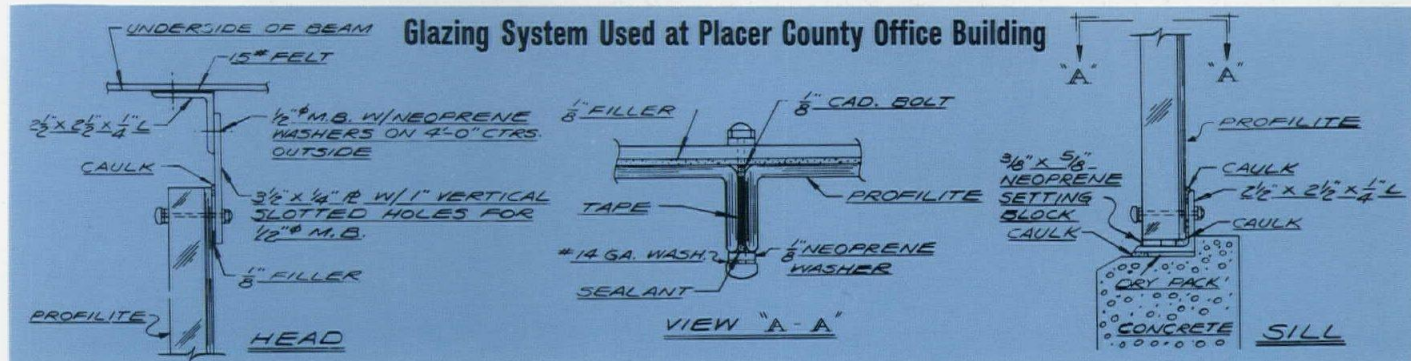 Glazing System Used at Placer County Office Building
UNDERSIDE OF BEAM
15# FELT
2½" x 2½" x ¼" L
½"ϕ M.B. W/NEOPRENE
WASHERS ON 4'-0" CTRS.
OUTSIDE
CAULK
3½" x ¼" ⅊ W/ 1" VERTICAL
SLOTTED HOLES FOR
½"ϕ M.B.
⅛" FILLER
PROFILITE
HEAD
⅛" FILLER
⅛" CAD. BOLT
PROFILITE
TAPE
#14 GA. WASH.
⅛" NEOPRENE
WASHER
SEALANT
VIEW "A - A"
"A"
"A"
PROFILITE
⅜" x ⅝"
NEOPRENE
SETTING
BLOCK
CAULK
CAULK
2½" x 2½" x ¼" L
CAULK
DRY PACK
CONCRETE
SILL